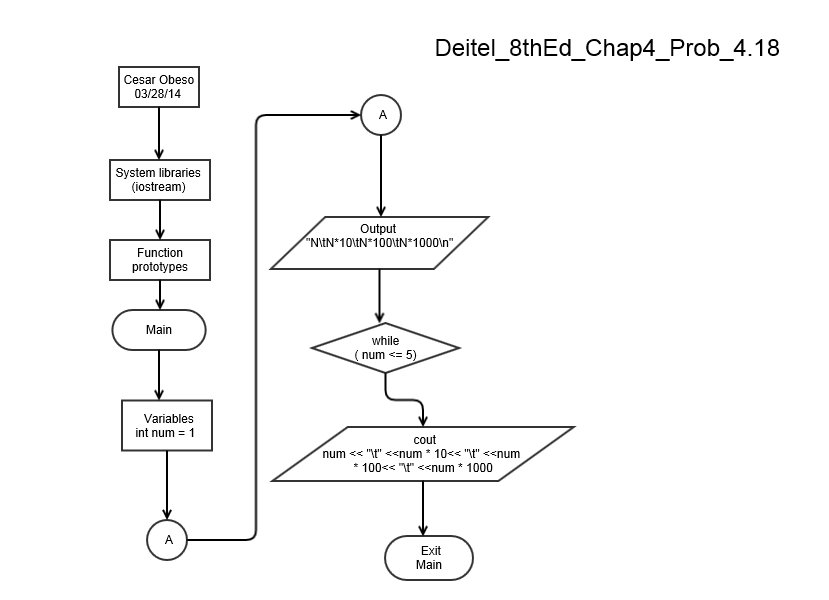 Deitel_8thEd_Chap4_Prob_4.18
Cesar Obeso
03/28/14
System libraries
(iostream)
Function
prototypes
Main
Variables
int num = 1
A
A
Output
"N\tN*10\tN*100\tN*1000\n"
while
( num <= 5)
cout
num << "\t" <<num * 10<< "\t" <<num
* 100<< "\t" <<num * 1000
Exit
Main